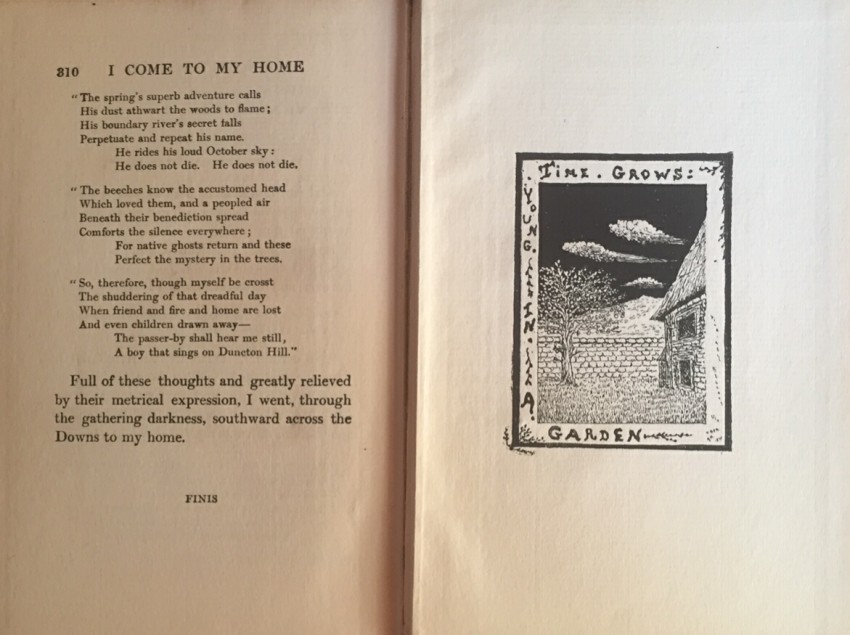 310 I COME TO MY HOME
“The spring's superb adventure calls
His dust athwart the woods to flame;
His boundary river's secret falls
Perpetuate and repeat his name.
He rides his loud October sky:
He does not die. He does not die.
“The beeches know the accustomed head
Which loved them, and a peopled air
Beneath their benediction spread
Comforts the silence everywhere;
For native ghosts return and these
Perfect the mystery in the trees.
“So, therefore, though myself be crosst
The shuddering of that dreadful day
When friend and fire and home are lost
And even children drawn away—
The passer-by shall hear me still,
A boy that sings on Duncton Hill.”
Full of these thoughts and greatly relieved
by their metrical expression, I went, through
the gathering darkness, southward across the
Downs to my home.
FINIS
TIME. GROWS:
YOUNG. IN. A.
GARDEN